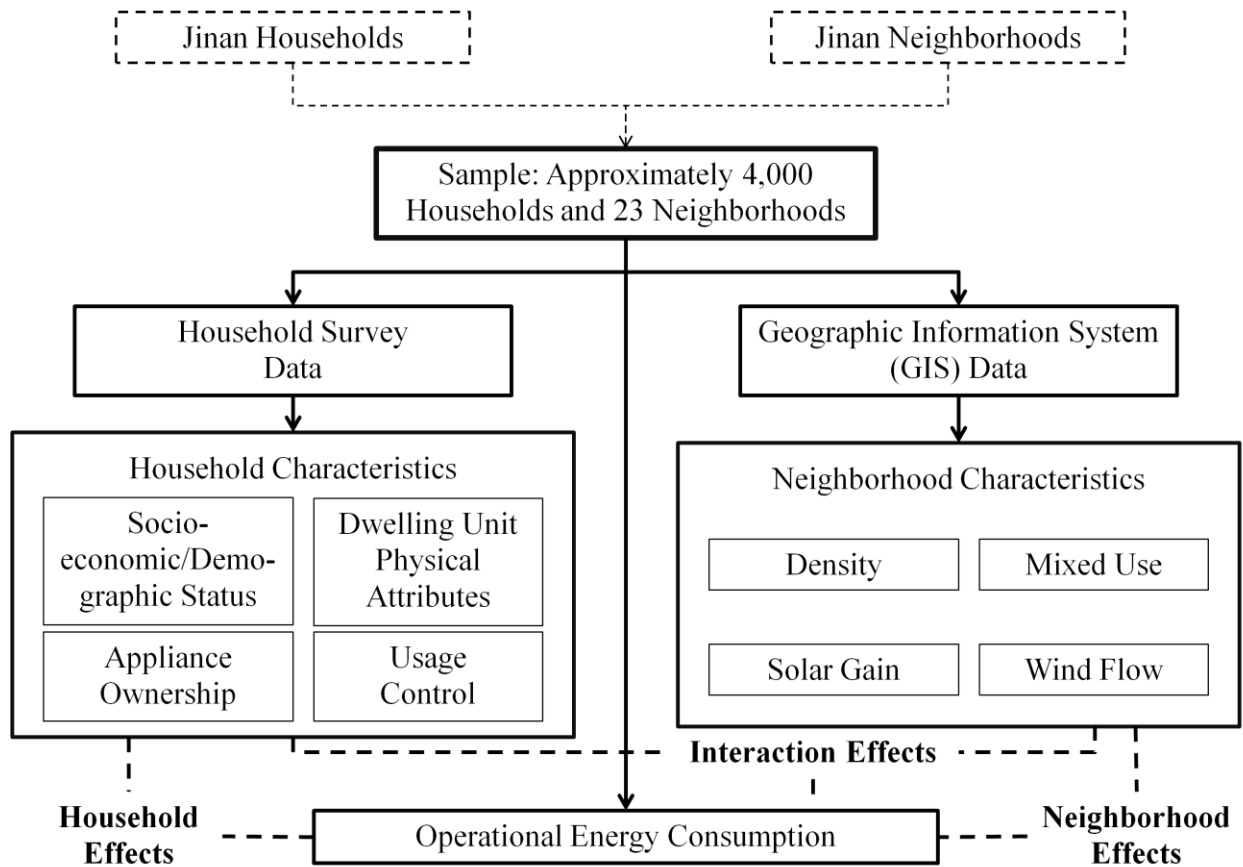 Jinan Households
Jinan Neighborhoods
Sample: Approximately 4,000
Households and 23 Neighborhoods
Household Survey
Data
Geographic Information System
(GIS) Data
Household Characteristics
Socio-
economic/Demo-
graphic Status
Dwelling Unit
Physical
Attributes
Appliance
Ownership
Usage
Control
Neighborhood Characteristics
Density
Mixed Use
Solar Gain
Wind Flow
Interaction Effects
Household
Effects
Operational Energy Consumption
Neighborhood
Effects